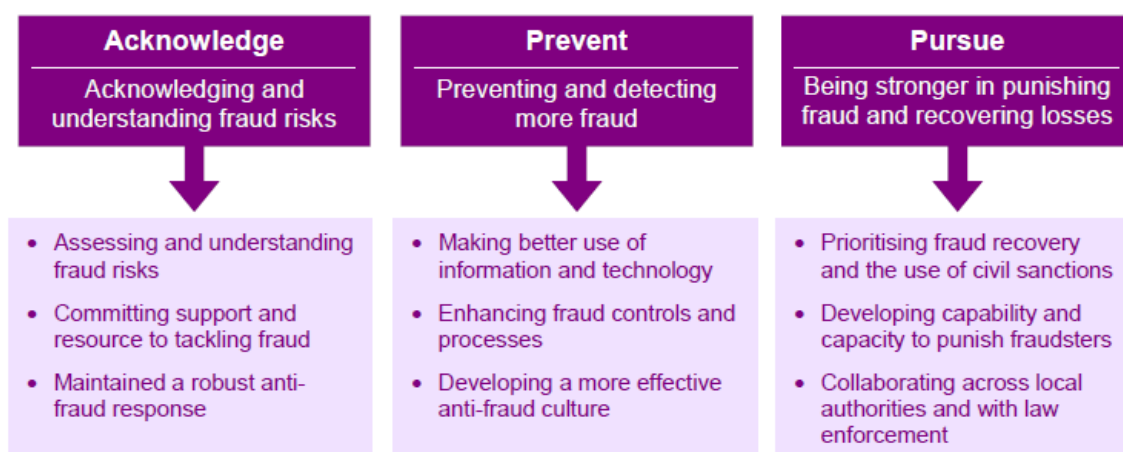 Acknowledge
Acknowledging and
understanding fraud risks
• Assessing and understanding
fraud risks
• Committing support and
resource to tackling fraud
• Maintained a robust anti-
fraud response
Prevent
Preventing and detecting
more fraud
• Making better use of
information and technology
• Enhancing fraud controls and
processes
• Developing a more effective
anti-fraud culture
Pursue
Being stronger in punishing
fraud and recovering losses
• Prioritising fraud recovery
and the use of civil sanctions
• Developing capability and
capacity to punish fraudsters
• Collaborating across local
authorities and with law
enforcement